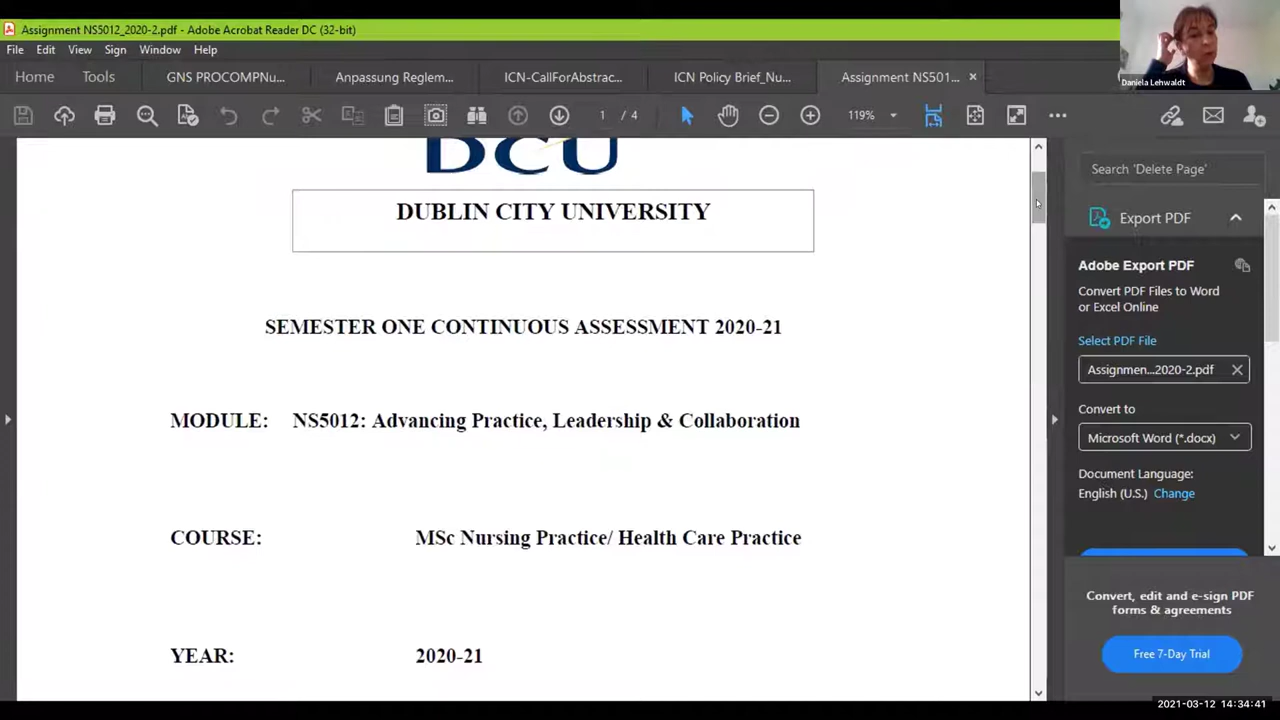 Assignment NS5012_2020-2.pdf - Adobe Acrobat Reader DC (32-bit)
File Edit View Sign Window Help
Home Tools GNS PROCOMPNu... Anpassung Reglem... ICN-CallForAbstrac... ICN Policy Brief_Nu... Assignment NS501... ×
Daniela Lehwaldt
1 / 4 119%
DCU
DUBLIN CITY UNIVERSITY
SEMESTER ONE CONTINUOUS ASSESSMENT 2020-21
MODULE: NS5012: Advancing Practice, Leadership & Collaboration
COURSE: MSc Nursing Practice/ Health Care Practice
YEAR: 2020-21
Search 'Delete Page'
Export PDF
Adobe Export PDF
Convert PDF Files to Word
or Excel Online
Select PDF File
Assignmen...2020-2.pdf
Convert to
Microsoft Word (*.docx)
Document Language:
English (U.S.) Change
Convert, edit and e-sign PDF
forms & agreements
Free 7-Day Trial
2021-03-12 14:34:41